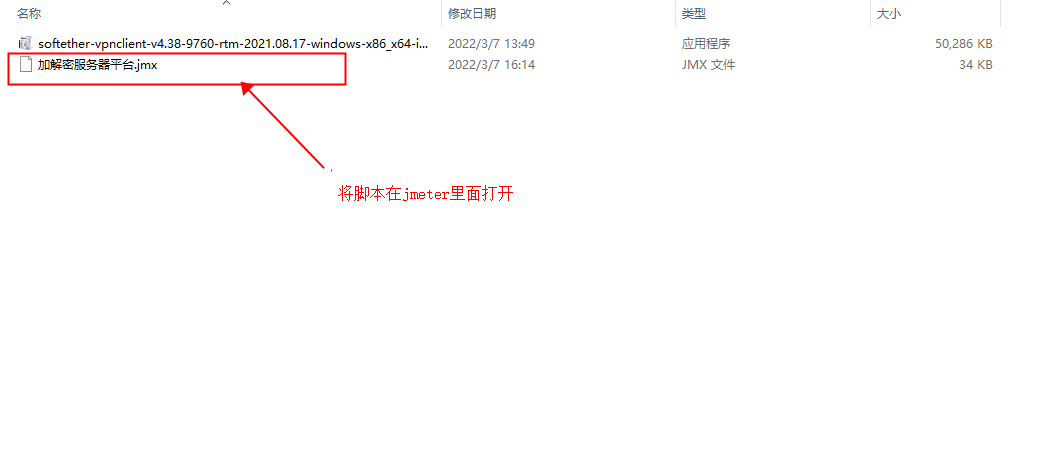 名称 修改日期 类型 大小
softether-vpnclient-v4.38-9760-rtm-2021.08.17-windows-x86_x64-i... 2022/3/7 13:49 应用程序 50,286 KB
加解密服务器平台.jmx 2022/3/7 16:14 JMX 文件 34 KB
将脚本在jmeter里面打开